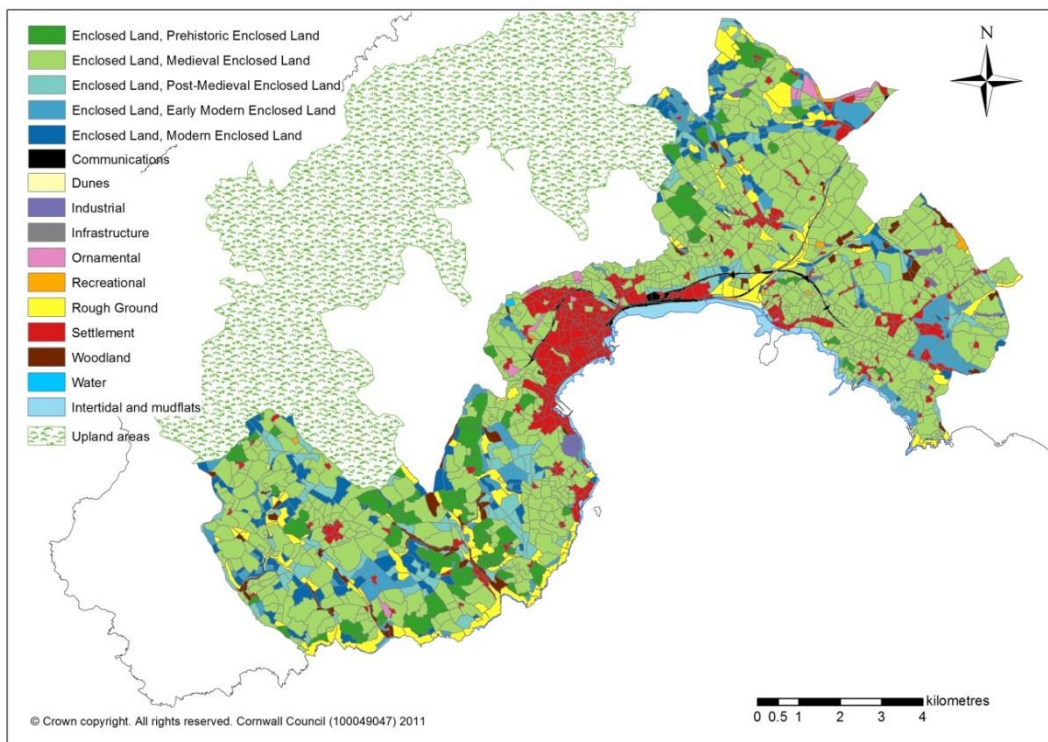 Enclosed Land, Prehistoric Enclosed Land
Enclosed Land, Medieval Enclosed Land
Enclosed Land, Post-Medieval Enclosed Land
Enclosed Land, Early Modern Enclosed Land
Enclosed Land, Modern Enclosed Land
Communications
Dunes
Industrial
Infrastructure
Ornamental
Recreational
Rough Ground
Settlement
Woodland
Water
Intertidal and mudflats
Upland areas
N
kilometres
0 0.5 1 2 3 4
© Crown copyright. All rights reserved. Cornwall Council (100049047) 2011